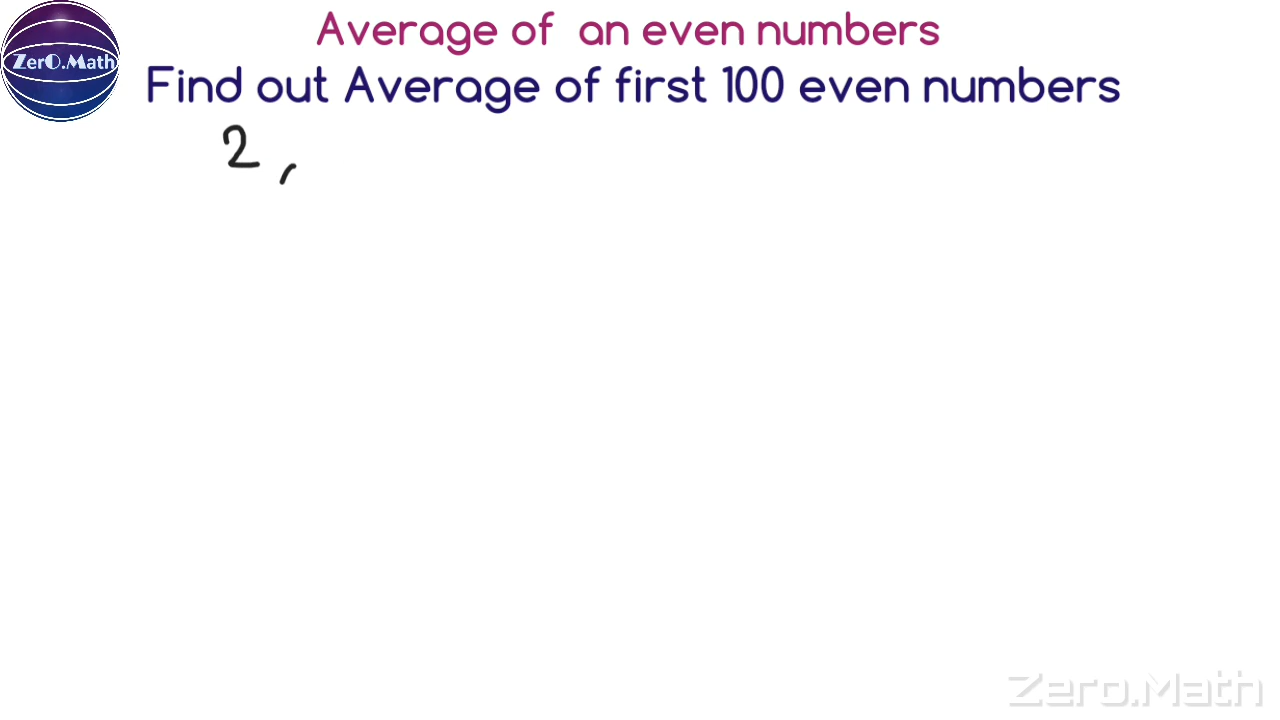 Average of an even numbers
ZerO.Math
Find out Average of first 100 even numbers
2 ,
Zero.Math